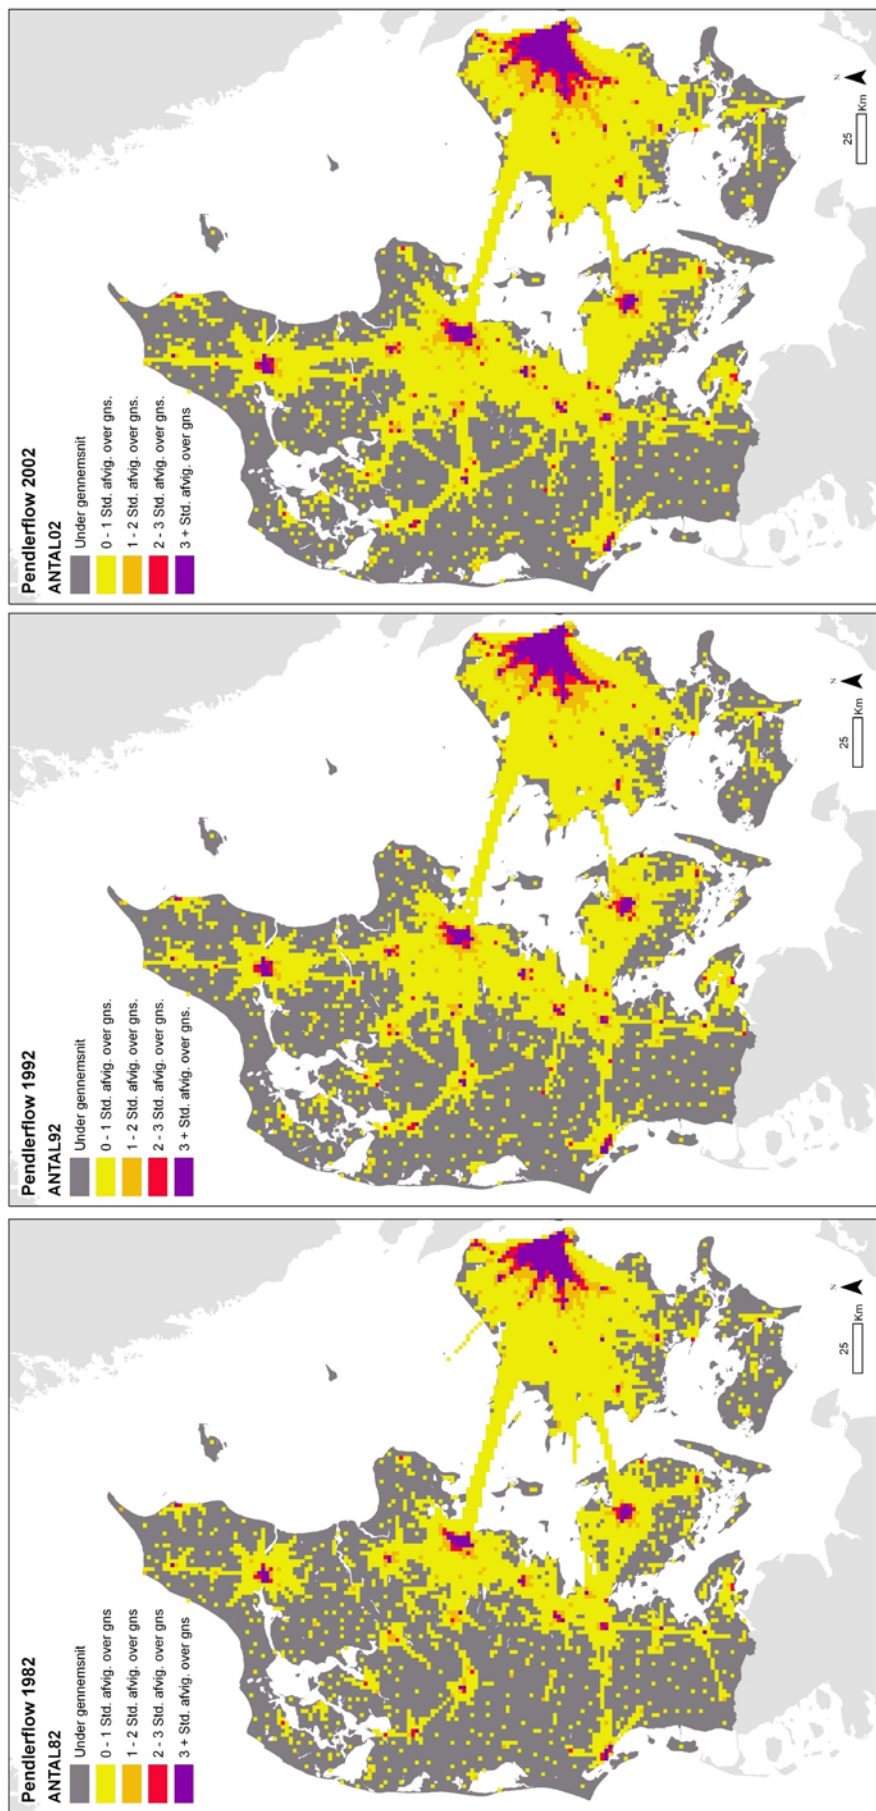 Pendlerflow 1982
ANTAL82
Under gennemsnit
0 - 1 Std. afvig. over gns
1 - 2 Std. afvig. over gns
2 - 3 Std. afvig. over gns
3 + Std. afvig. over gns
N
25
Km
Pendlerflow 1992
ANTAL92
Under gennemsnit
0 - 1 Std. afvig. over gns.
1 - 2 Std. afvig. over gns.
2 - 3 Std. afvig. over gns.
3 + Std. afvig. over gns.
N
25
Km
Pendlerflow 2002
ANTAL02
Under gennemsnit
0 - 1 Std. afvig. over gns.
1 - 2 Std. afvig. over gns.
2 - 3 Std. afvig. over gns.
3 + Std. afvig. over gns
N
25
Km